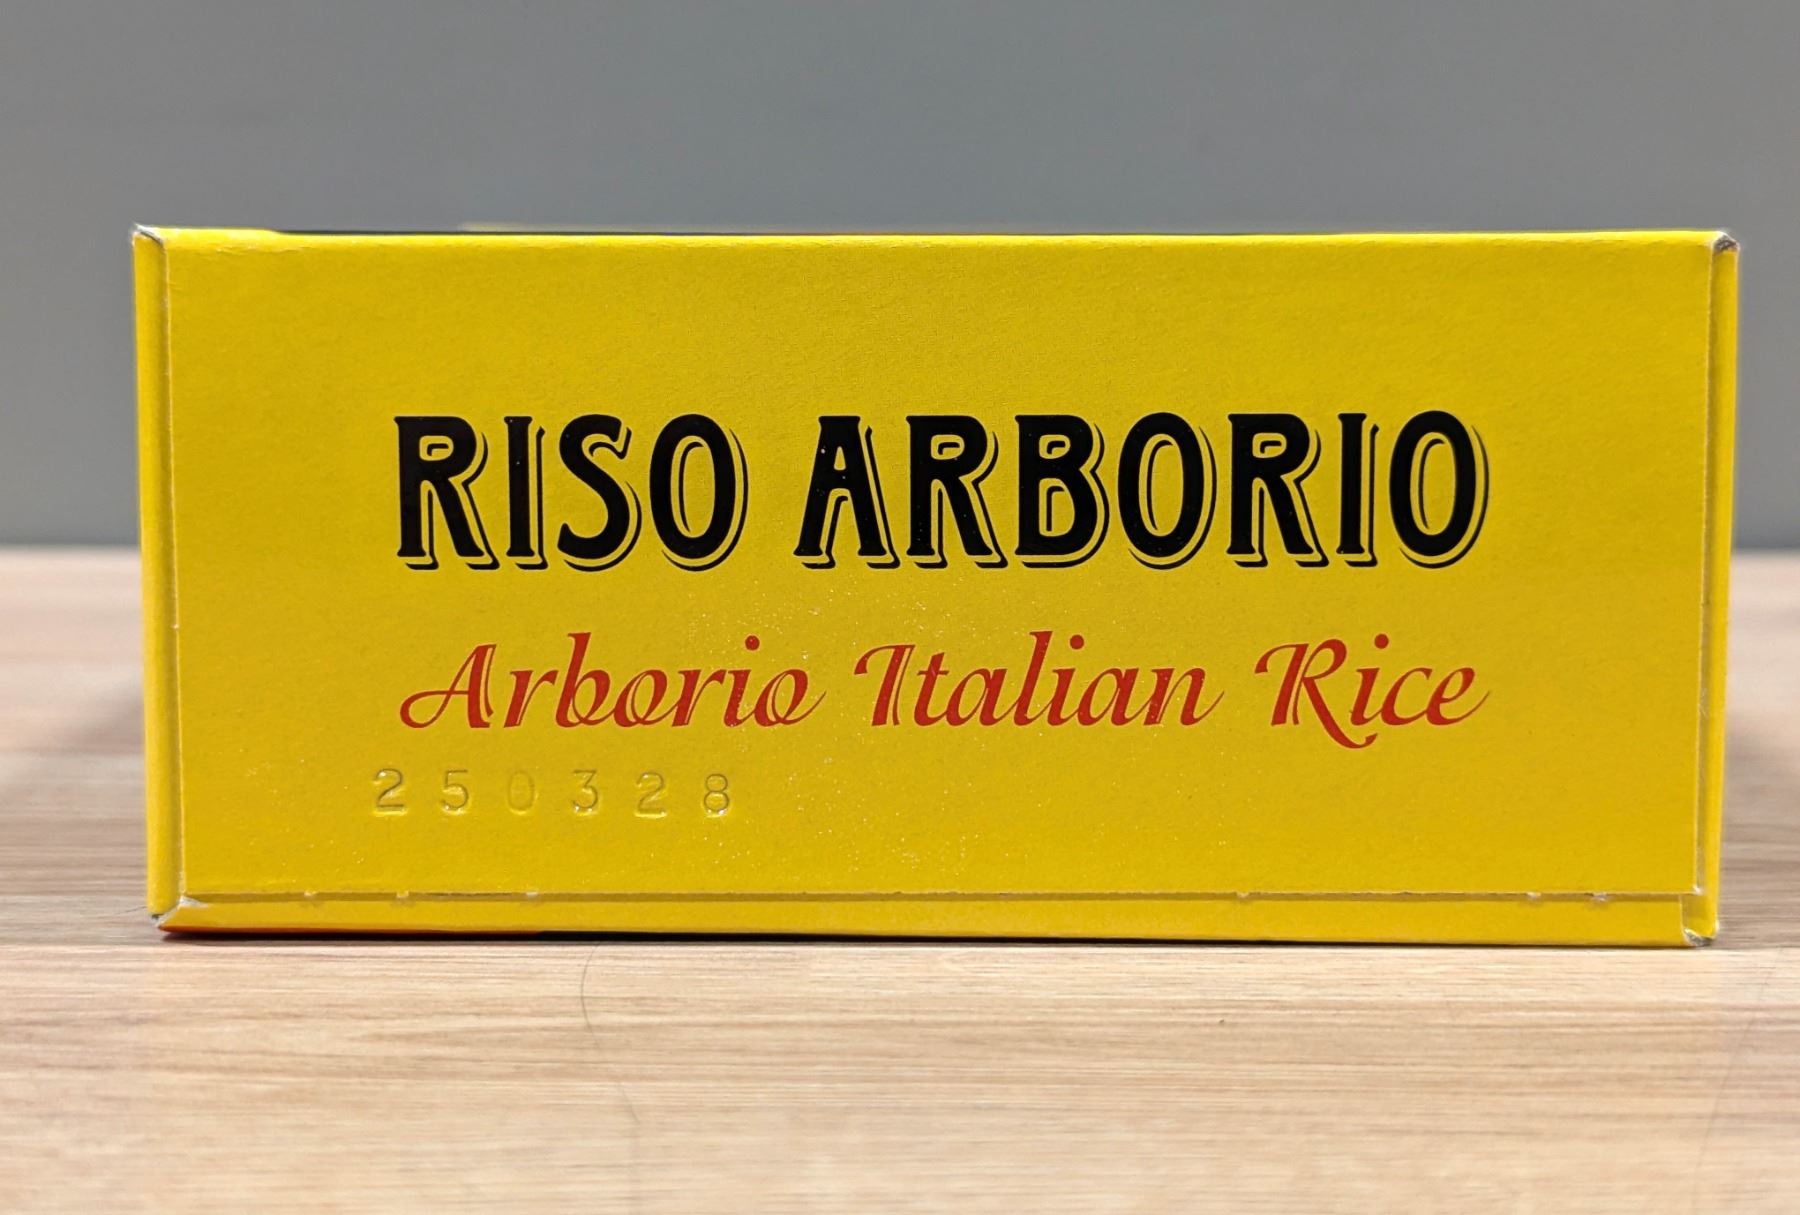 RISO ARBORIO
Arborio Italian Rice
250328